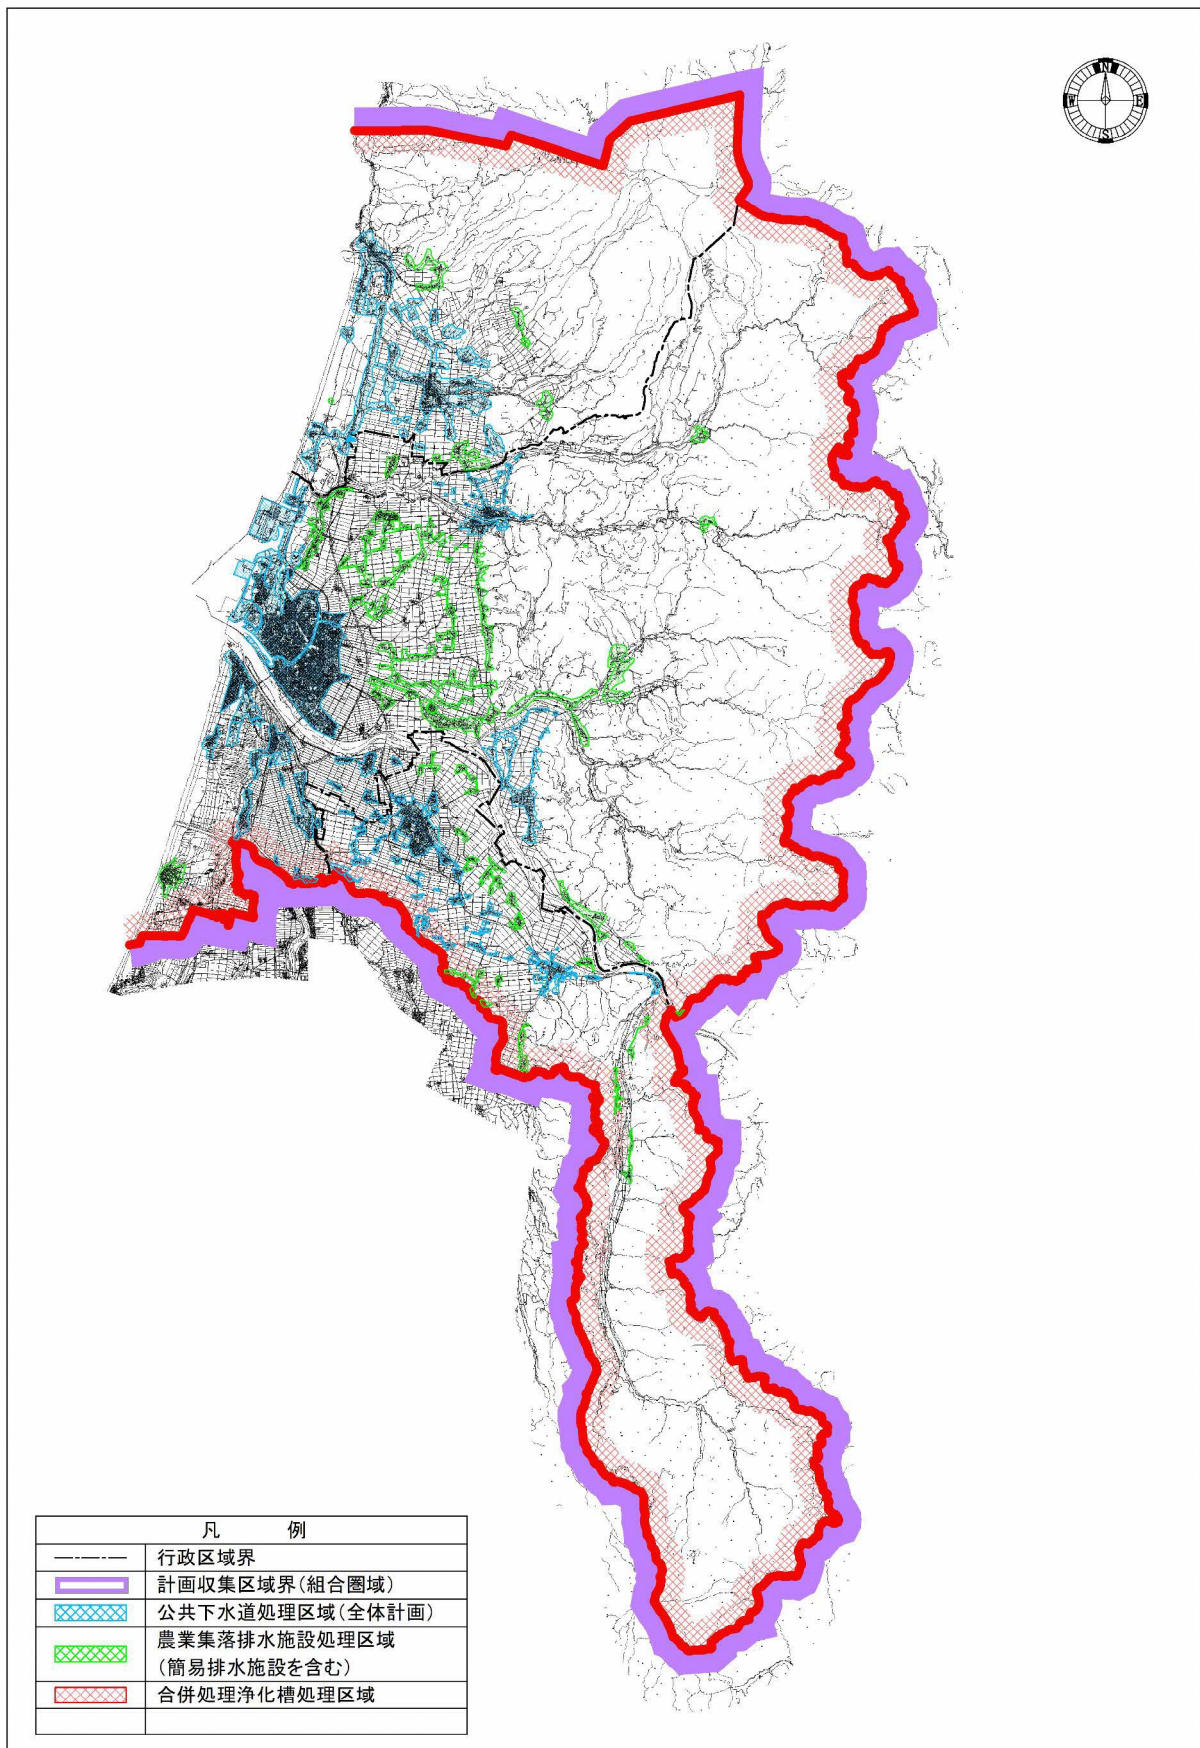 N
W E
S
凡 例
行政区域界
計画収集区域界(組合圏域)
公共下水道処理区域(全体計画)
農業集落排水施設処理区域
(簡易排水施設を含む)
合併処理浄化槽処理区域